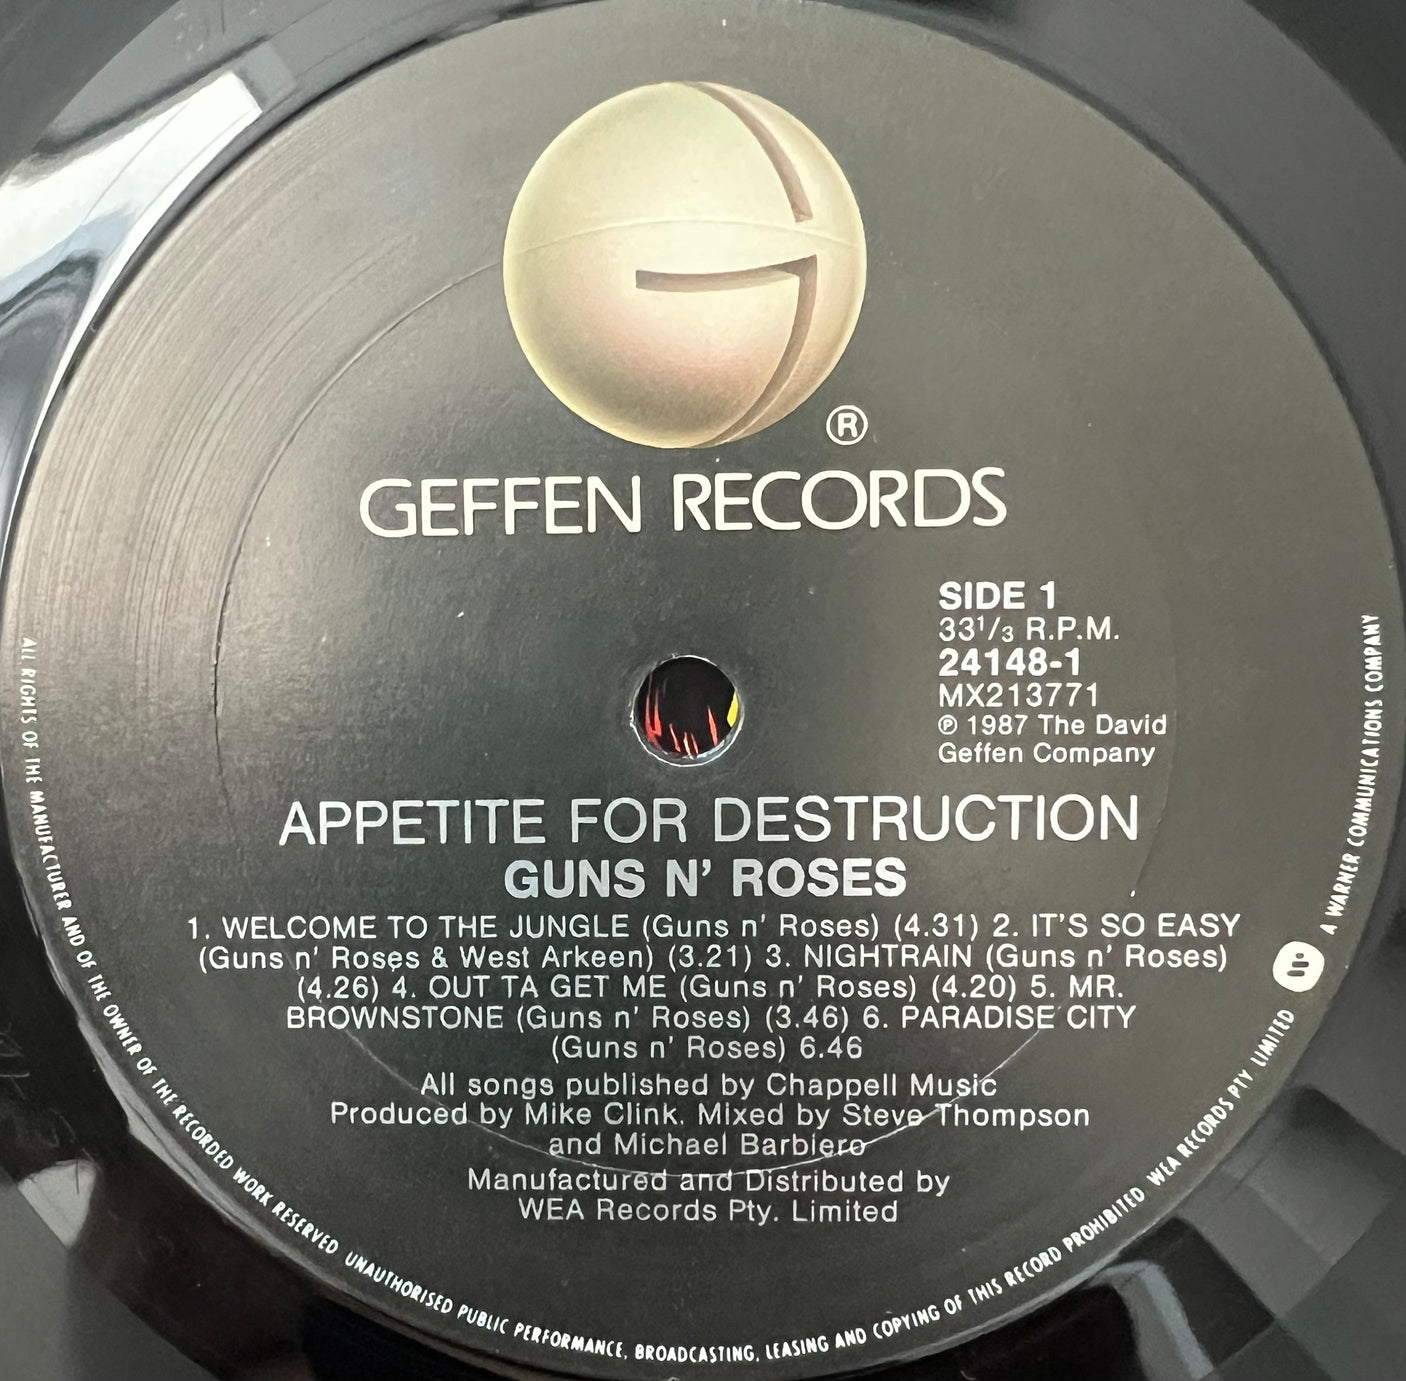 ®
GEFFEN RECORDS
SIDE 1
33¹/₃ R.P.M.
24148-1
MX213771
℗ 1987 The David
Geffen Company
APPETITE FOR DESTRUCTION
GUNS N' ROSES
1. WELCOME TO THE JUNGLE (Guns n' Roses) (4.31) 2. IT'S SO EASY
(Guns n' Roses & West Arkeen) (3.21) 3. NIGHTRAIN (Guns n' Roses)
(4.26) 4. OUT TA GET ME (Guns n' Roses) (4.20) 5. MR.
BROWNSTONE (Guns n' Roses) (3.46) 6. PARADISE CITY
(Guns n' Roses) 6.46
All songs published by Chappell Music
Produced by Mike Clink. Mixed by Steve Thompson
and Michael Barbiero
Manufactured and Distributed by
WEA Records Pty. Limited
ALL RIGHTS OF THE MANUFACTURER AND OF THE OWNER OF THE RECORDED WORK RESERVED UNAUTHORISED PUBLIC PERFORMANCE, BROADCASTING, LEASING AND COPYING OF THIS RECORD PROHIBITED WEA RECORDS PTY. LIMITED A WARNER COMMUNICATIONS COMPANY